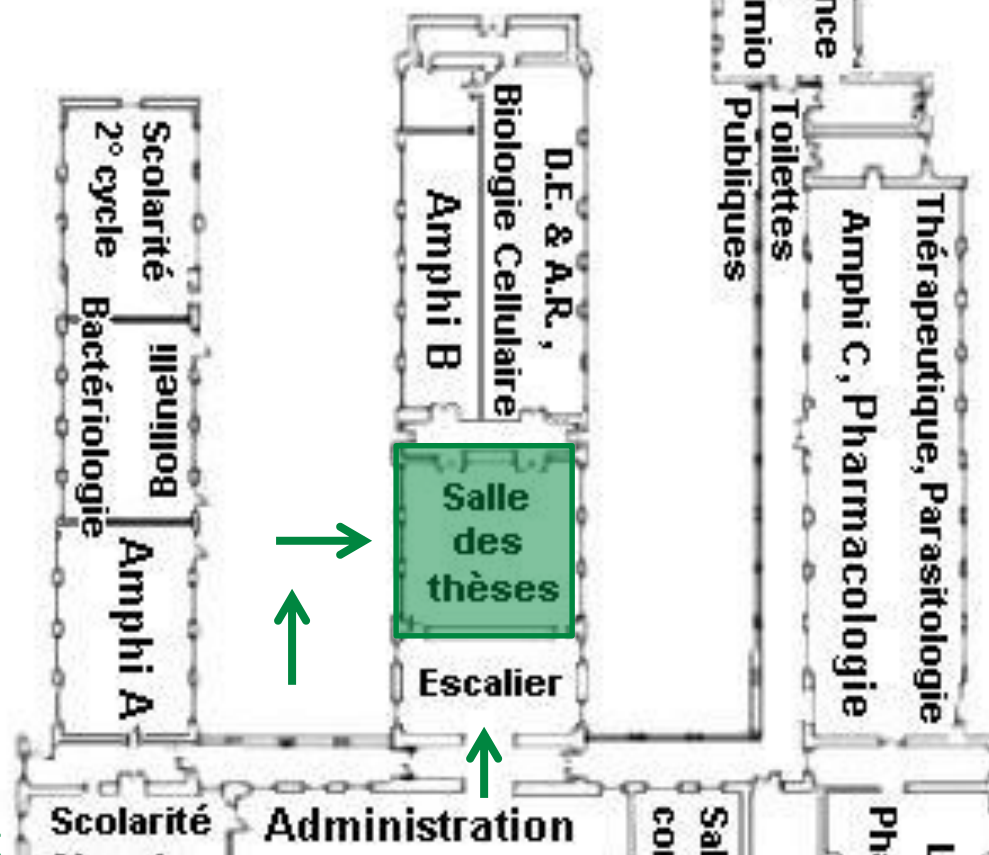 Scolarité
2° cycle
Bollinelli
Bactériologie
Amphi A
D.E. & A.R.,
Biologie Cellulaire
Amphi B
Salle
des
thèses
Escalier
Toilettes
Publiques
Thérapeutique, Parasitologie
Amphi C, Pharmacologie
Scolarité
Administration